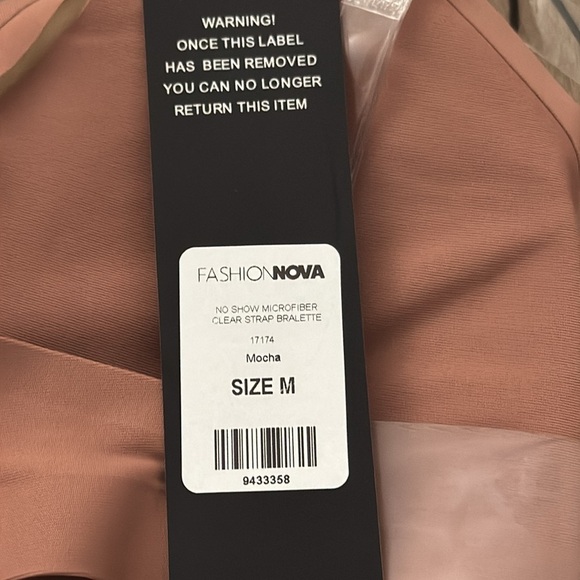 WARNING!
ONCE THIS LABEL
HAS BEEN REMOVED
YOU CAN NO LONGER
RETURN THIS ITEM
FASHIONNOVA
NO SHOW MICROFIBER
CLEAR STRAP BRALETTE
17174
Mocha
SIZE M
9433358